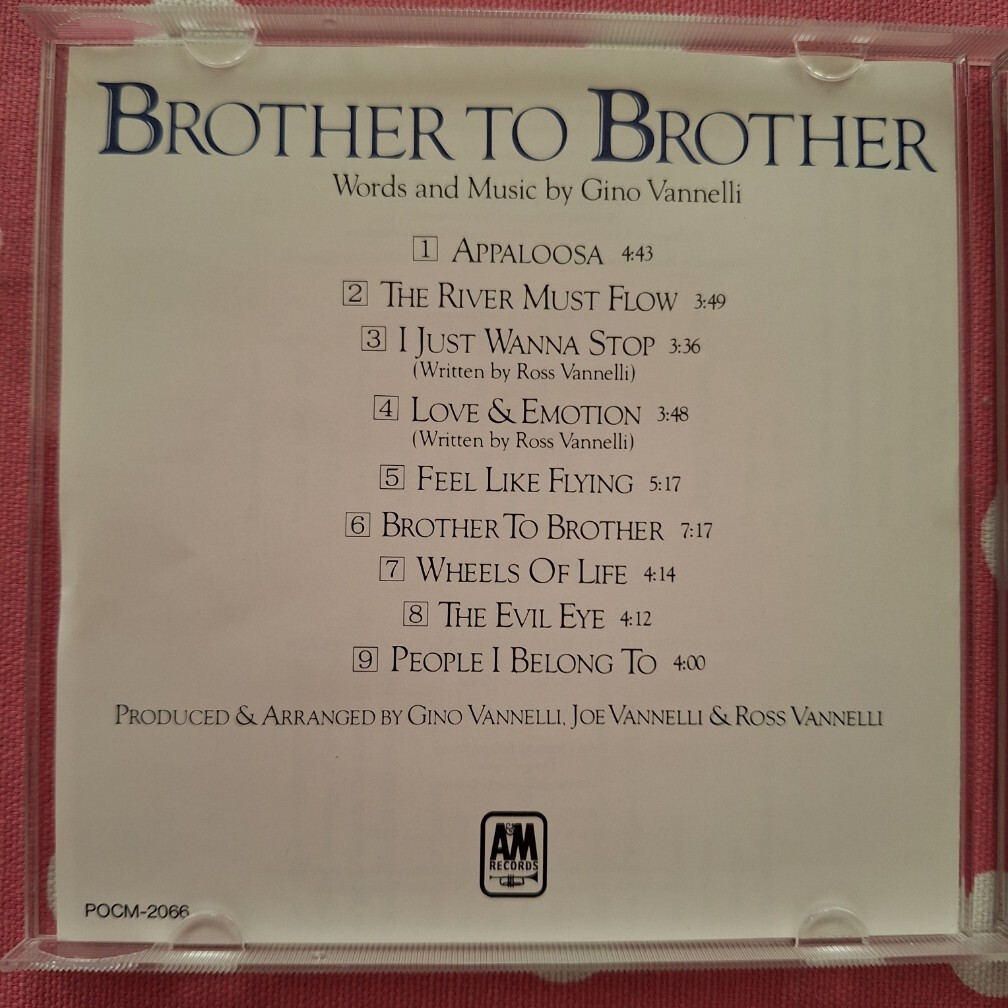 BROTHER TO BROTHER
Words and Music by Gino Vannelli
1 APPALOOSA 4:43
2 THE RIVER MUST FLOW 3:49
3 I JUST WANNA STOP 3:36
(Written by Ross Vannelli)
4 LOVE & EMOTION 3:48
(Written by Ross Vannelli)
5 FEEL LIKE FLYING 5:17
6 BROTHER TO BROTHER 7:17
7 WHEELS OF LIFE 4:14
8 THE EVIL EYE 4:12
9 PEOPLE I BELONG TO 4:00
PRODUCED & ARRANGED BY GINO VANNELLI, JOE VANNELLI & ROSS VANNELLI
A&M
RECORDS
POCM-2066